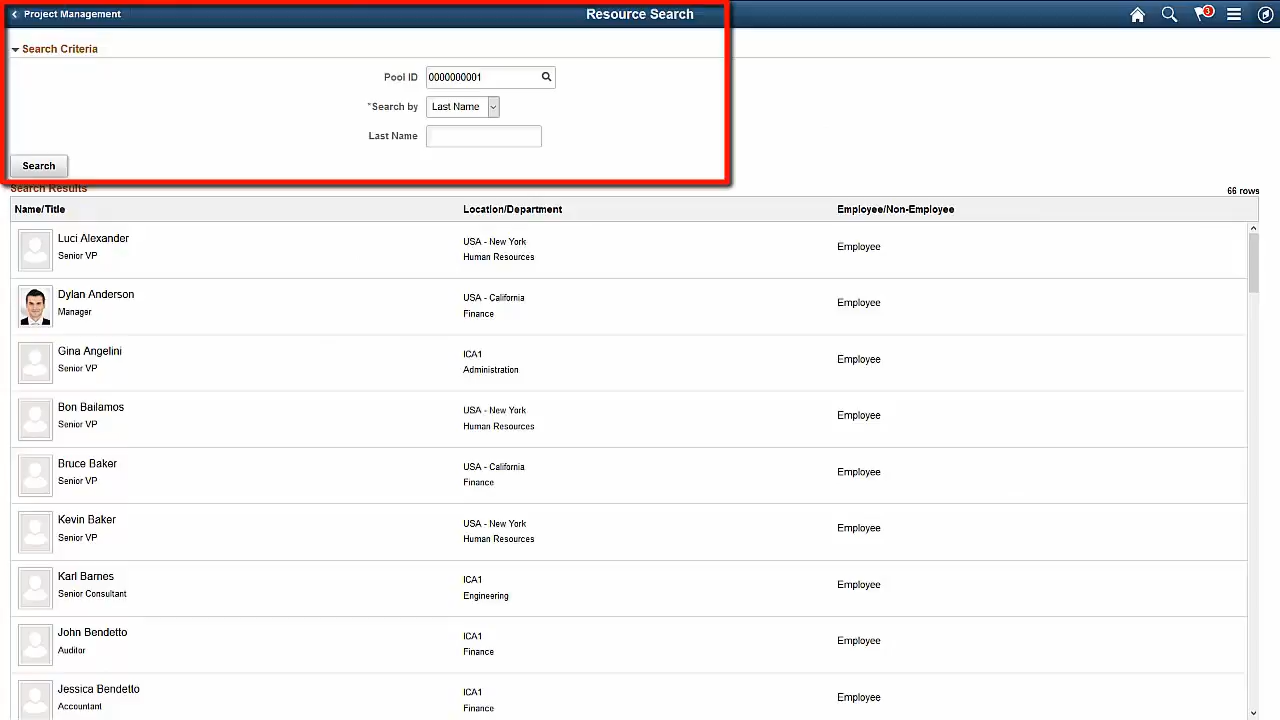 Project Management
Resource Search
3
Search Criteria
Pool ID 0000000001
*Search by Last Name
Last Name
Search
Search Results
66 rows
Name/Title Location/Department Employee/Non-Employee
Luci Alexander USA - New York Employee
Senior VP Human Resources
Dylan Anderson USA - California Employee
Manager Finance
Gina Angelini ICA1 Employee
Senior VP Administration
Bon Bailamos USA - New York Employee
Senior VP Human Resources
Bruce Baker USA - California Employee
Senior VP Finance
Kevin Baker USA - New York Employee
Senior VP Human Resources
Karl Barnes ICA1 Employee
Senior Consultant Engineering
John Bendetto ICA1 Employee
Auditor Finance
Jessica Bendetto ICA1 Employee
Accountant Finance